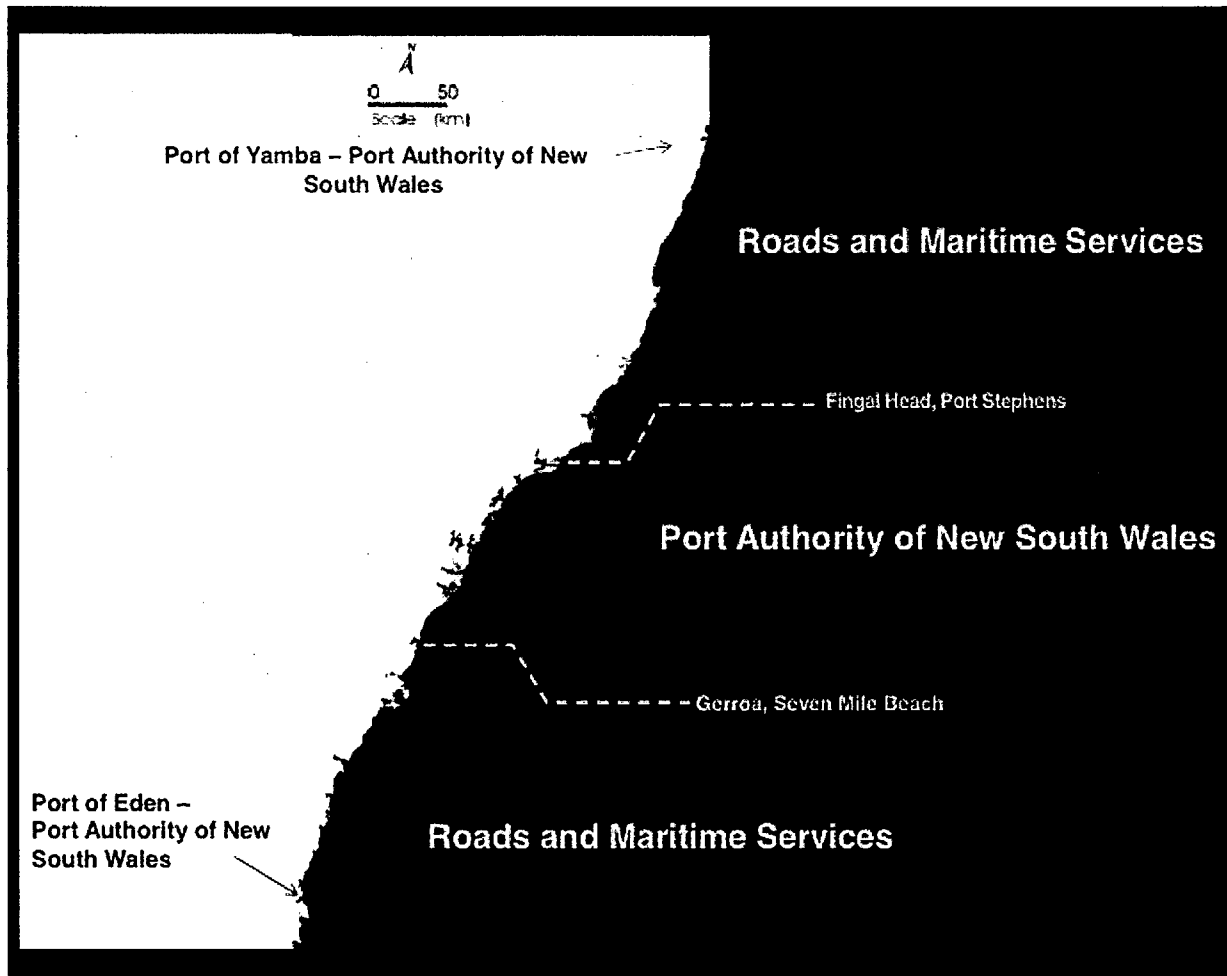 N
0 50
Scale (km)
Port of Yamba – Port Authority of New
South Wales
Roads and Maritime Services
Fingal Head, Port Stephens
Port Authority of New South Wales
Gerroa, Seven Mile Beach
Port of Eden –
Port Authority of New
South Wales
Roads and Maritime Services